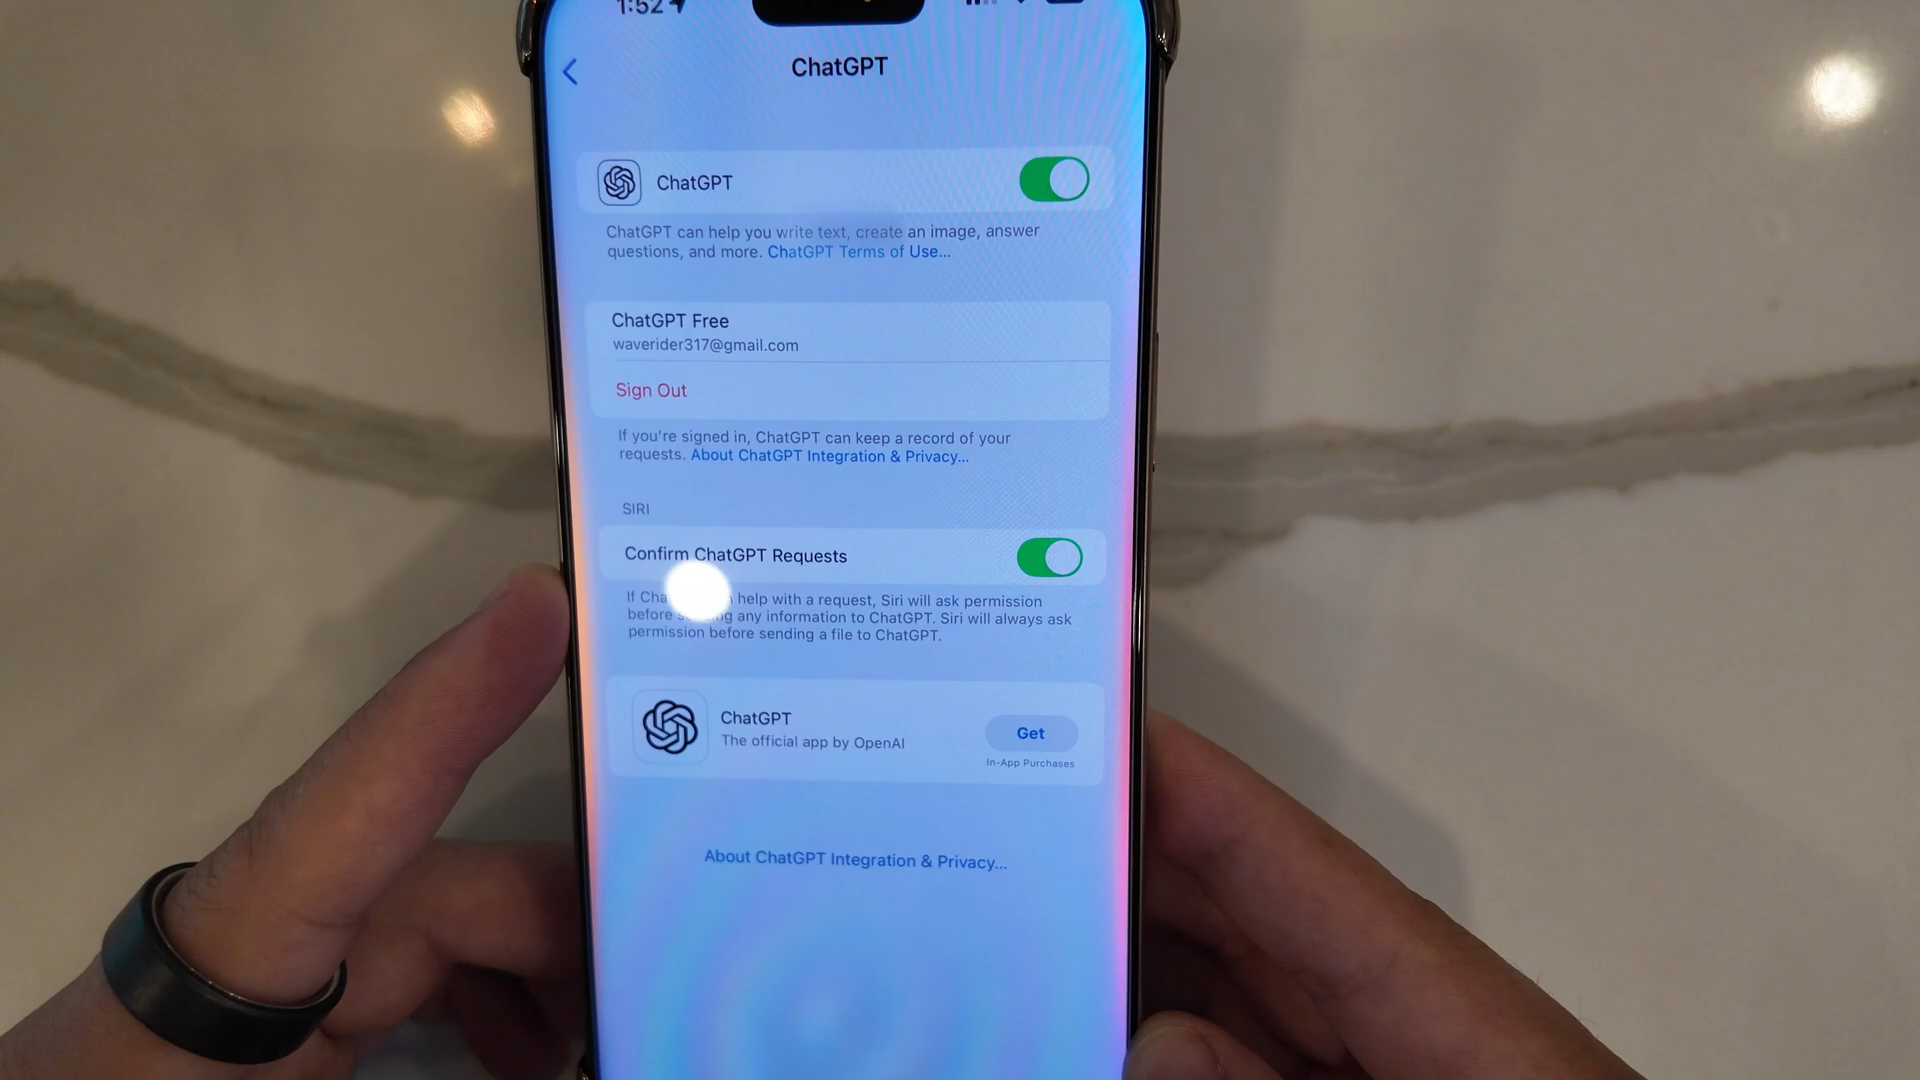 1:52
ChatGPT
ChatGPT
ChatGPT can help you write text, create an image, answer
questions, and more. ChatGPT Terms of Use...
ChatGPT Free
waverider317@gmail.com
Sign Out
If you're signed in, ChatGPT can keep a record of your
requests. About ChatGPT Integration & Privacy...
SIRI
Confirm ChatGPT Requests
If help with a request, Siri will ask permission
before any information to ChatGPT. Siri will always ask
permission before sending a file to ChatGPT.
ChatGPT
The official app by OpenAI
Get
In-App Purchases
About ChatGPT Integration & Privacy...